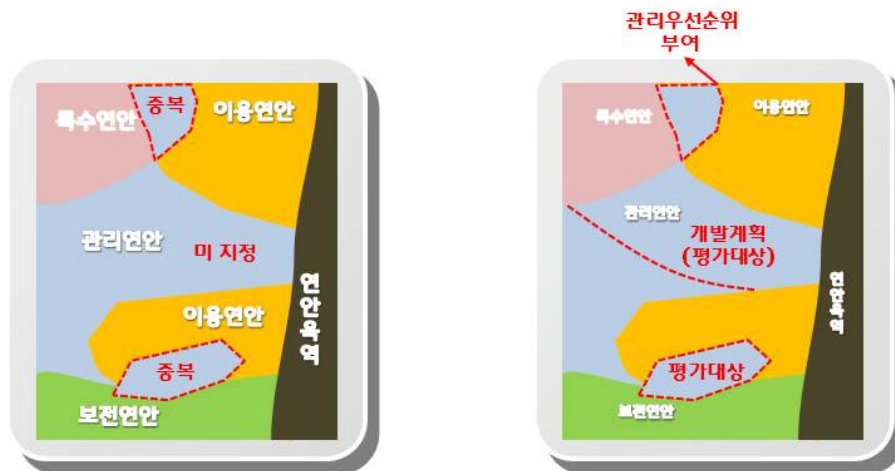 중복
특수연안
이용연안
관리연안
미 지정
이용연안
연안육역
중복
보전연안
관리우선순위
부여
특수연안
이용연안
관리연안
개발계획
(평가대상)
연안육역
평가대상
보전연안